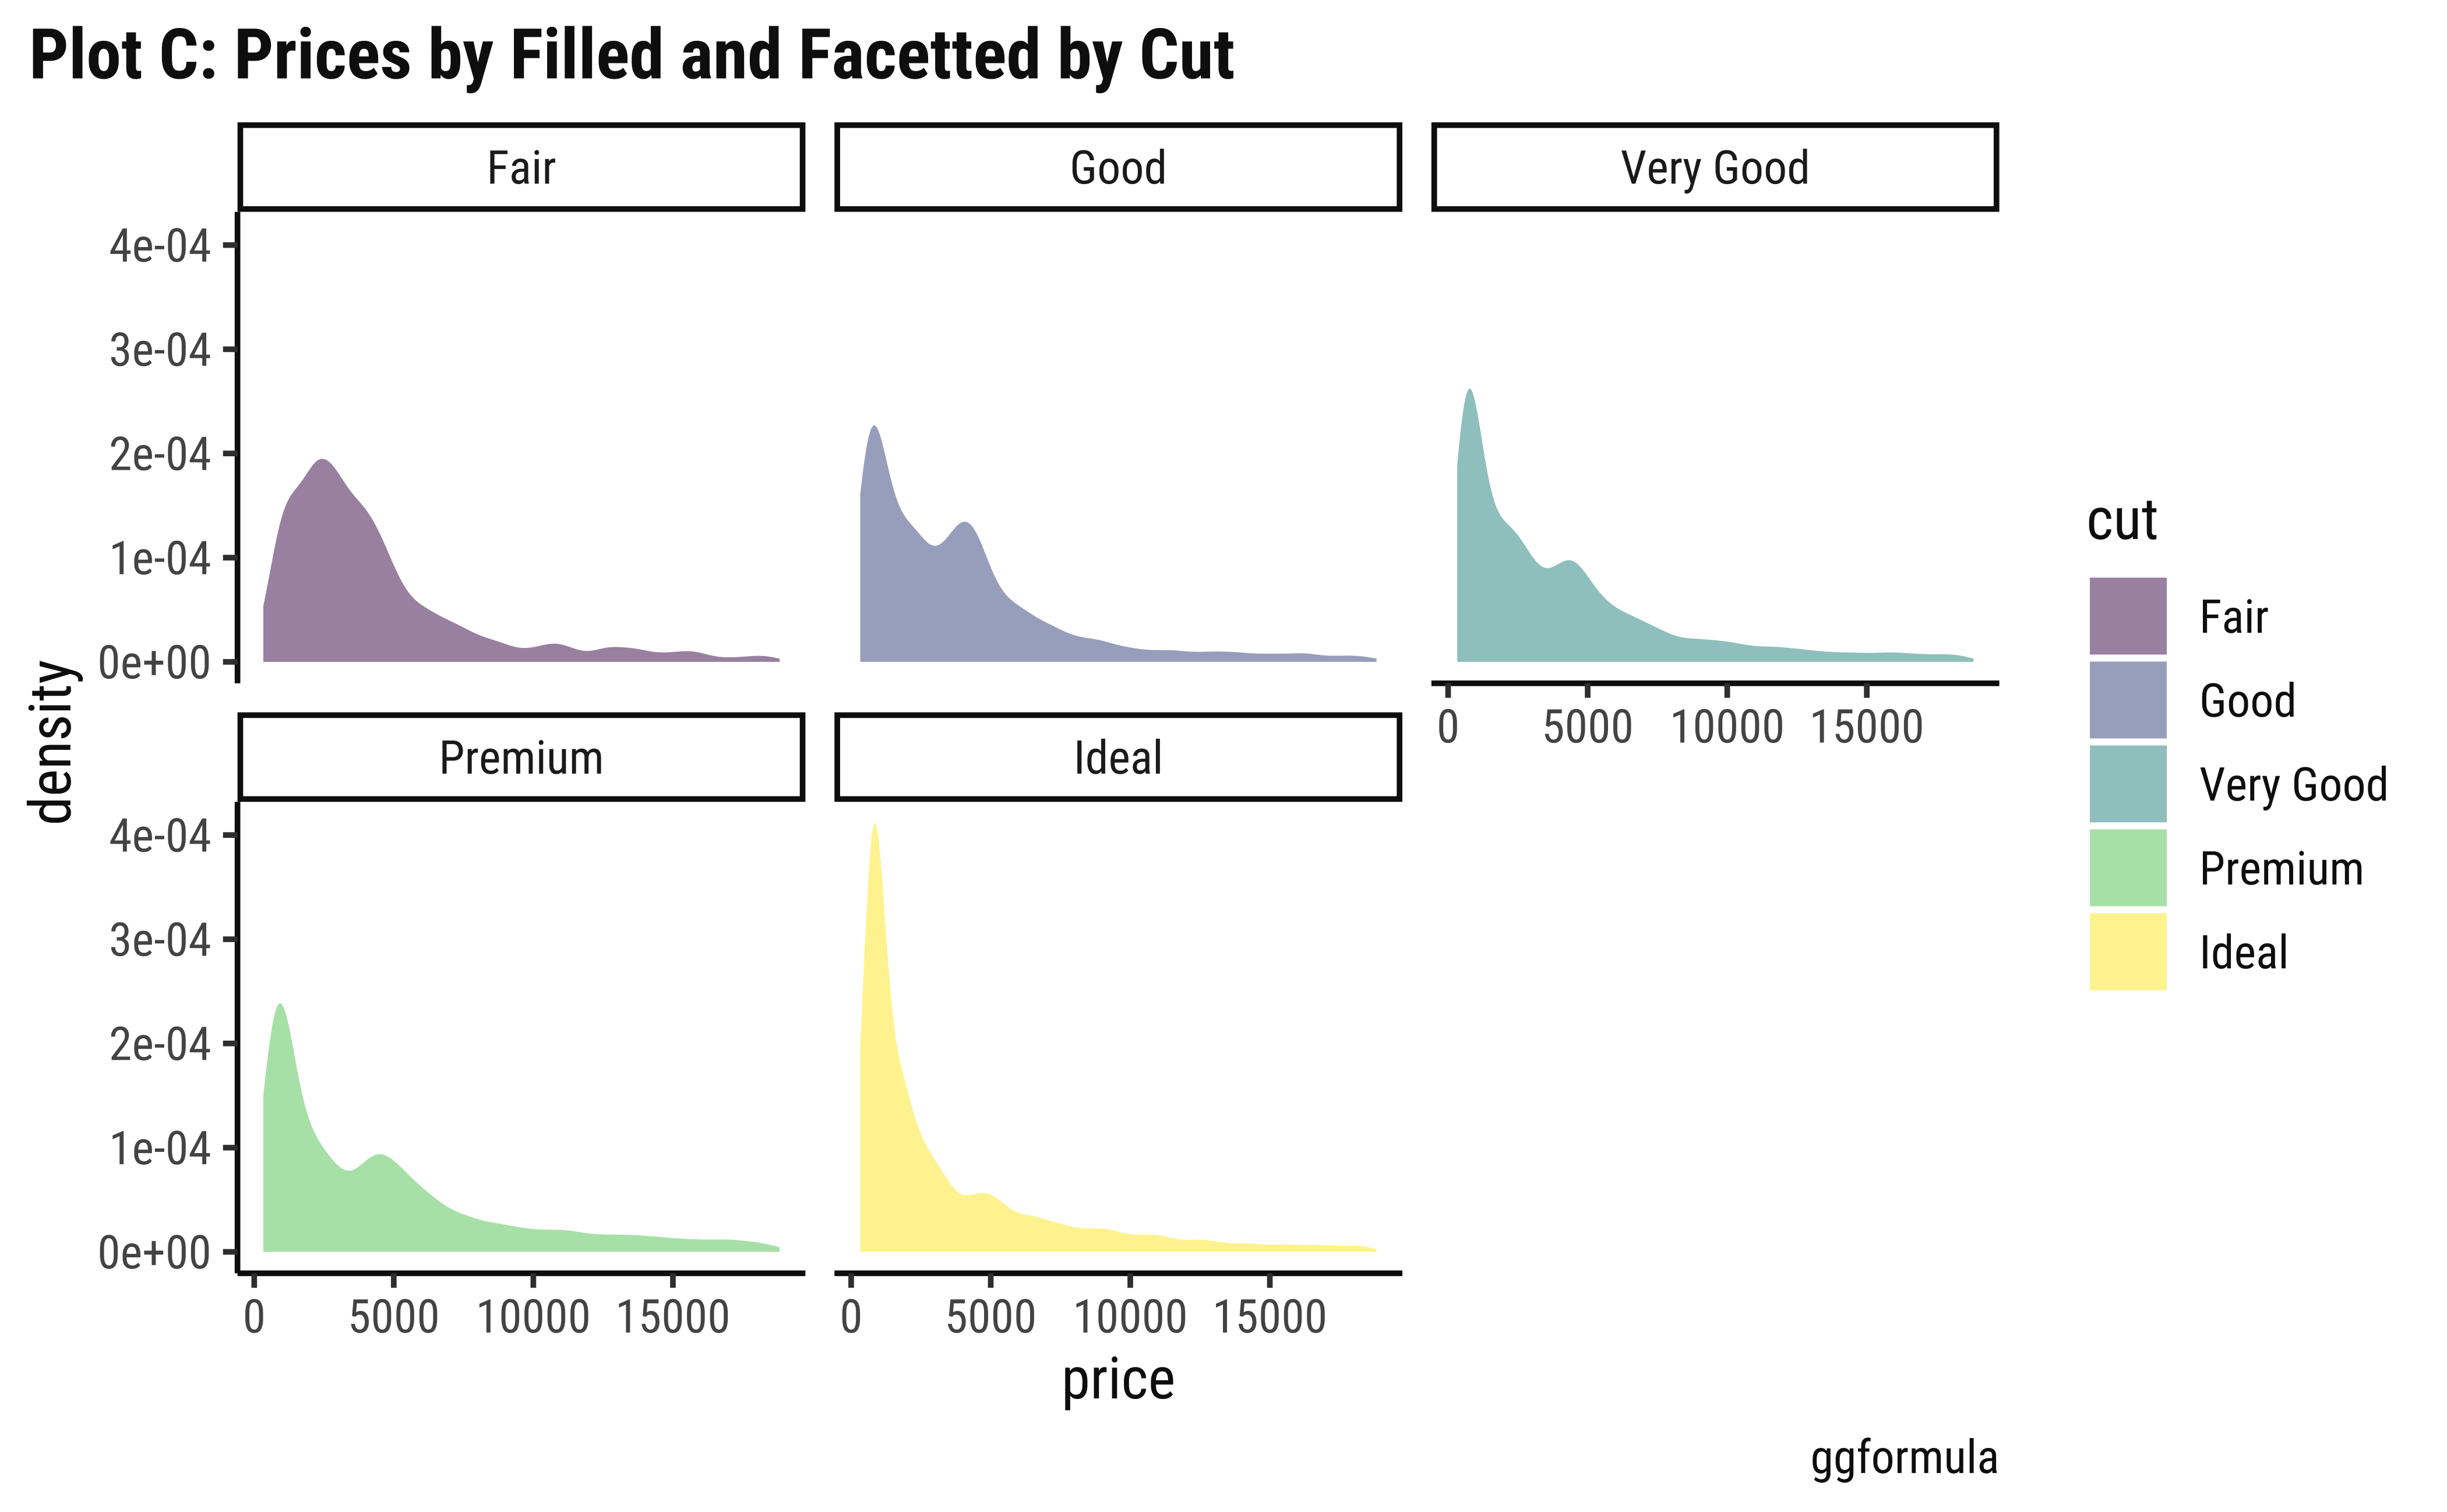 Plot C: Prices by Filled and Facetted by Cut
Fair
Good
Very Good
4e-04
3e-04
2e-04
1e-04
0e+00
0 5000 10000 15000
density
Premium
Ideal
4e-04
3e-04
2e-04
1e-04
0e+00
0 5000 10000 15000
0 5000 10000 15000
price
cut
Fair
Good
Very Good
Premium
Ideal
ggformula